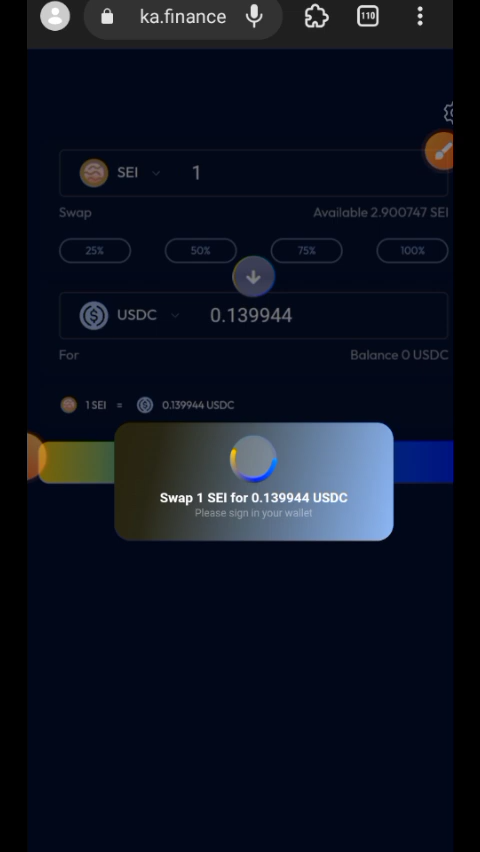 ka.finance
110
SEI
1
Swap
Available 2.900747 SEI
25%
50%
75%
100%
USDC
0.139944
For
Balance 0 USDC
1 SEI = 0.139944 USDC
Swap 1 SEI for 0.139944 USDC
Please sign in your wallet